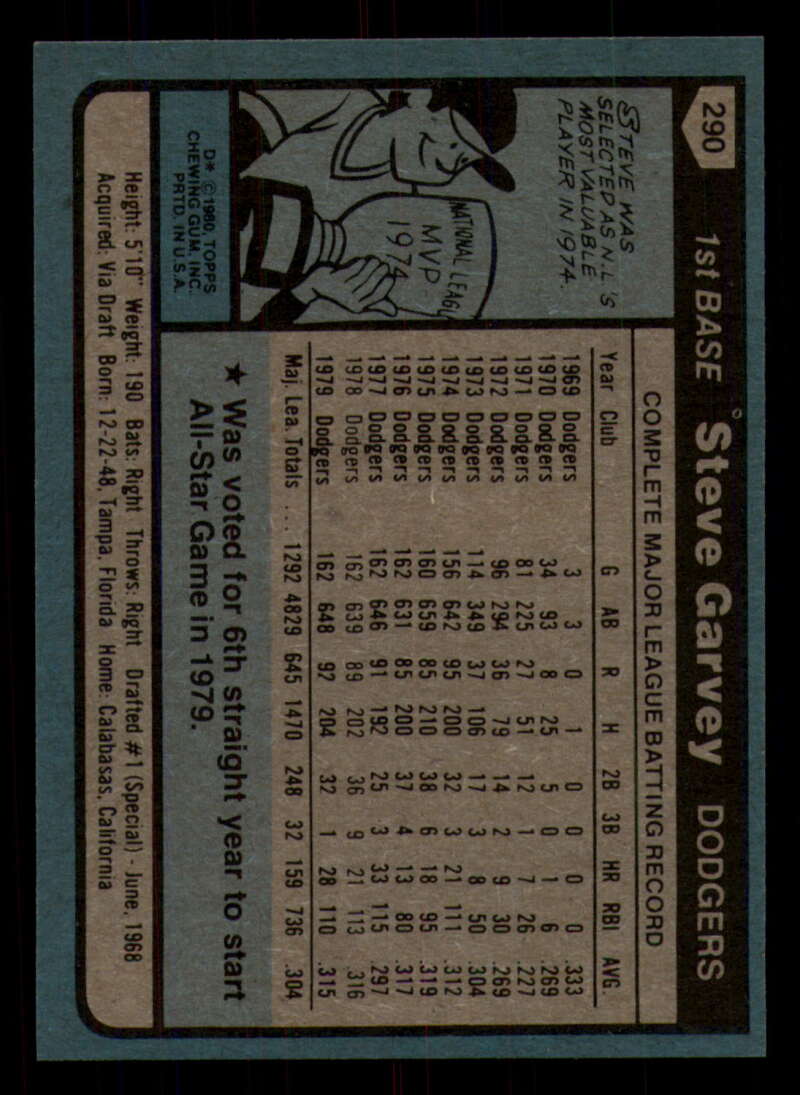 290 1st BASE Steve Garvey DODGERS
STEVE WAS
SELECTED AS N.L.'S
MOST VALUABLE
PLAYER IN 1974.
NATIONAL LEAGU
MVP
1974
D* © 1980, TOPPS
CHEWING GUM, INC.
PRTD. IN U.S.A.
COMPLETE MAJOR LEAGUE BATTING RECORD
Year Club G AB R H 2B 3B HR RBI AVG.
1969 Dodgers 3 3 0 1 0 0 0 0 .333
1970 Dodgers 34 93 8 25 5 0 1 6 .269
1971 Dodgers 81 225 27 51 12 1 7 26 .227
1972 Dodgers 96 294 36 79 14 2 9 30 .269
1973 Dodgers 114 349 37 106 17 3 8 50 .304
1974 Dodgers 156 642 95 200 32 3 21 111 .312
1975 Dodgers 160 659 85 210 38 6 18 95 .319
1976 Dodgers 162 631 85 200 37 4 13 80 .317
1977 Dodgers 162 646 91 192 25 3 33 115 .297
1978 Dodgers 162 639 89 202 36 9 21 113 .316
1979 Dodgers 162 648 92 204 32 1 28 110 .315
Maj. Lea. Totals ... 1292 4829 645 1470 248 32 159 736 .304
★ Was voted for 6th straight year to start
All-Star Game in 1979.
Height: 5'10" Weight: 190 Bats: Right Throws: Right Drafted #1 (Special) - June, 1968
Acquired: Via Draft Born: 12-22-48, Tampa, Florida Home: Calabasas, California